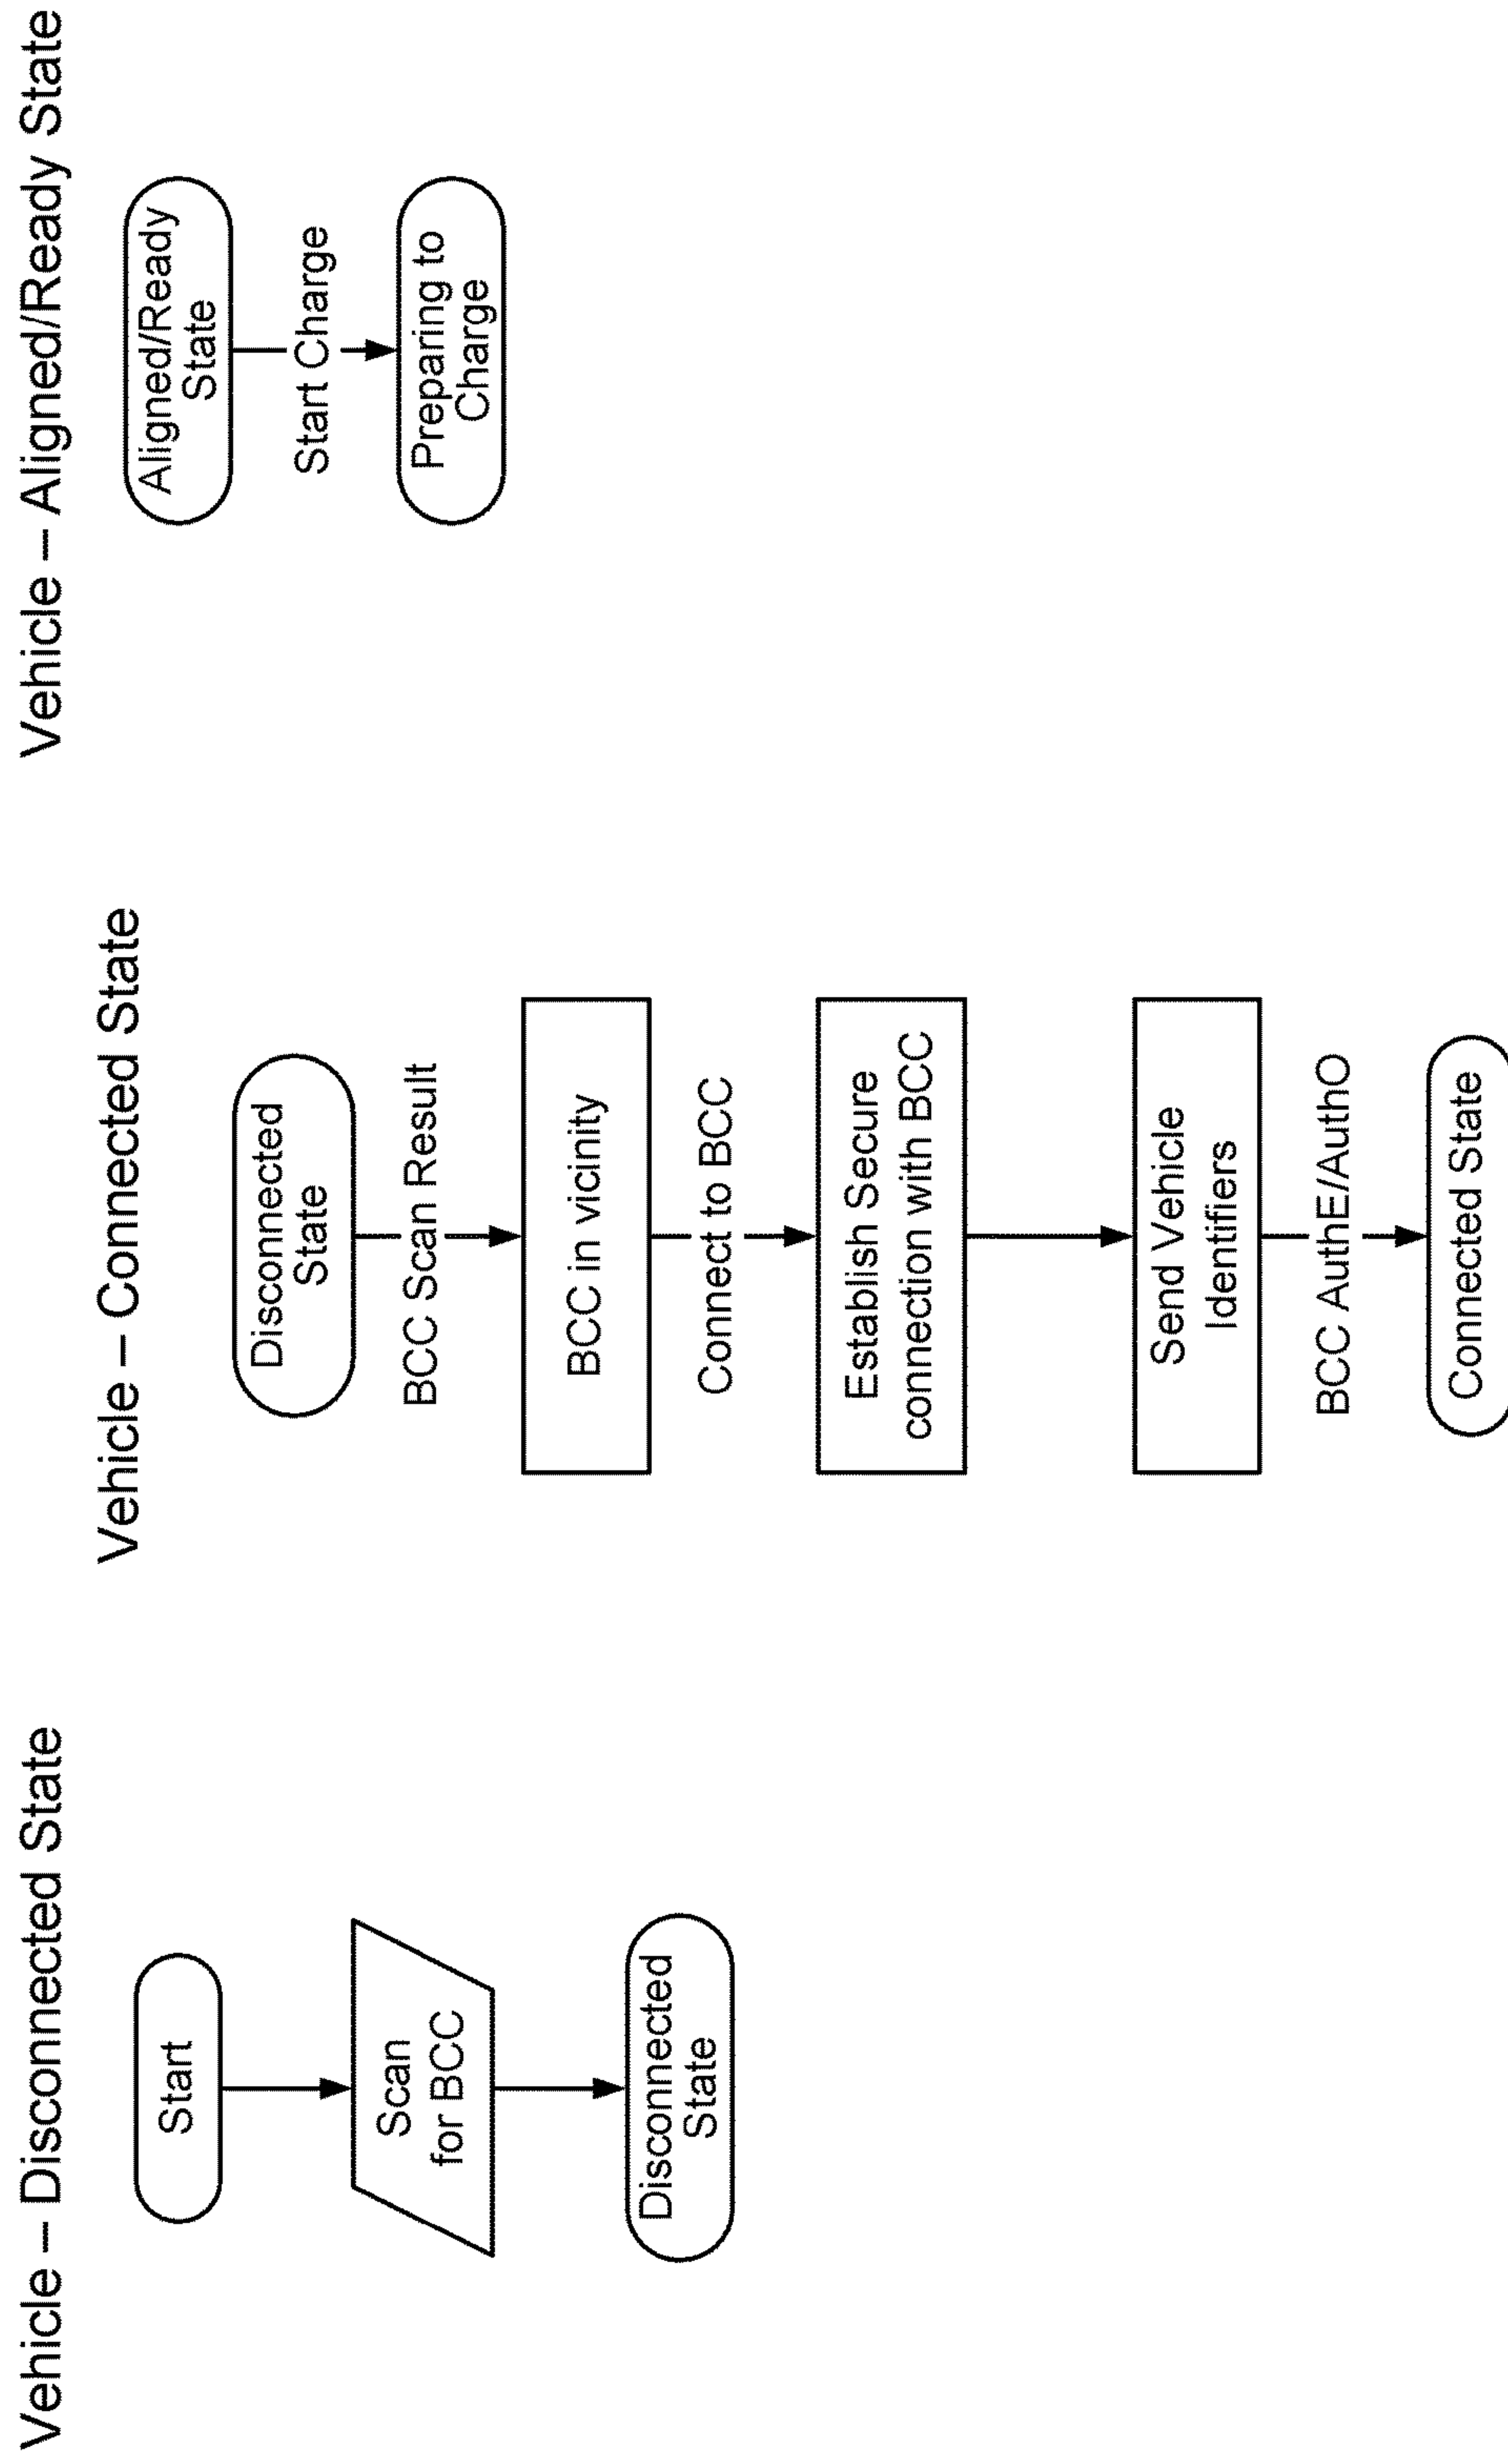 Vehicle – Disconnected State
Start
Scan
for BCC
Disconnected
State
Vehicle – Connected State
Disconnected
State
BCC Scan Result
BCC in vicinity
Connect to BCC
Establish Secure
connection with BCC
Send Vehicle
Identifiers
BCC AuthE/AuthO
Connected State
Vehicle – Aligned/Ready State
Aligned/Ready
State
Start Charge
Preparing to
Charge